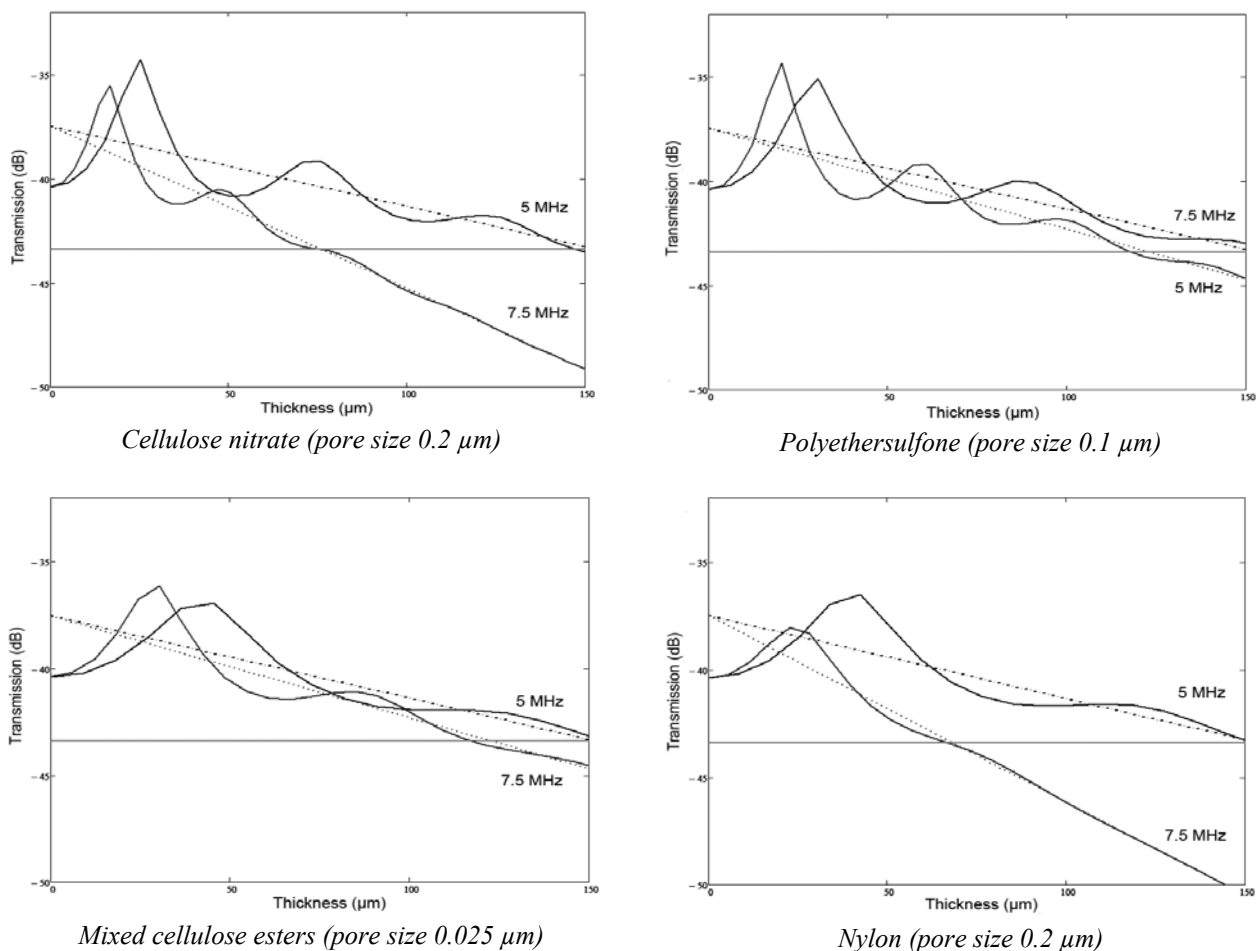 Transmission (dB)
−35
−40
−45
−50
5 MHz
7.5 MHz
0
50
100
150
Thickness (µm)
Cellulose nitrate (pore size 0.2 µm)
Transmission (dB)
−35
−40
−45
−50
7.5 MHz
5 MHz
0
50
100
150
Thickness (µm)
Polyethersulfone (pore size 0.1 µm)
Transmission (dB)
−35
−40
−45
−50
5 MHz
7.5 MHz
0
50
100
150
Thickness (µm)
Mixed cellulose esters (pore size 0.025 µm)
Transmission (dB)
−35
−40
−45
−50
5 MHz
7.5 MHz
0
50
100
150
Thickness (µm)
Nylon (pore size 0.2 µm)